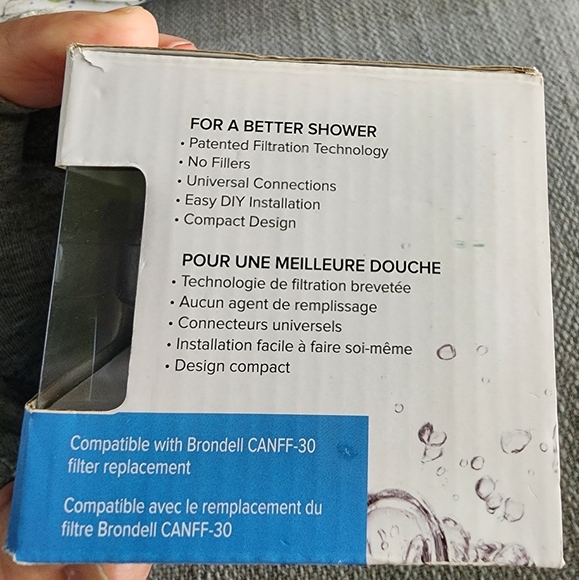 FOR A BETTER SHOWER
• Patented Filtration Technology
• No Fillers
• Universal Connections
• Easy DIY Installation
• Compact Design
POUR UNE MEILLEURE DOUCHE
• Technologie de filtration brevetée
• Aucun agent de remplissage
• Connecteurs universels
• Installation facile à faire soi-même
• Design compact
Compatible with Brondell CANFF-30
filter replacement
Compatible avec le remplacement du
filtre Brondell CANFF-30